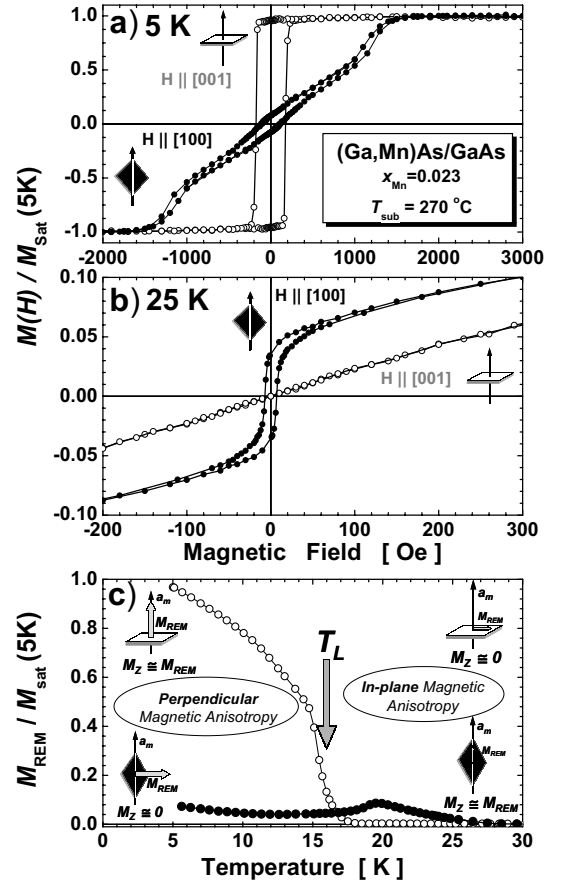 a) 5 K
H || [001]
H || [100]
(Ga,Mn)As/GaAs
x_Mn=0.023
T_sub = 270 °C
1.0
0.5
0.0
-0.5
-1.0
-3000 -2000 -1000 0 1000 2000 3000
M(H) / M_Sat (5K)
b) 25 K
H || [100]
H || [001]
0.10
0.05
0.00
-0.05
-0.10
-200 -100 0 100 200 300
Magnetic Field [ Oe ]
c)
a_m
M_REM
M_Z ≅ M_REM
Perpendicular
Magnetic Anisotropy
a_m
M_REM
M_Z ≅ 0
T_L
a_m
M_REM
M_Z ≅ 0
In-plane Magnetic
Anisotropy
a_m
M_REM
M_Z ≅ M_REM
1.0
0.8
0.6
0.4
0.2
0.0
0 5 10 15 20 25 30
M_REM / M_sat (5K)
Temperature [ K ]